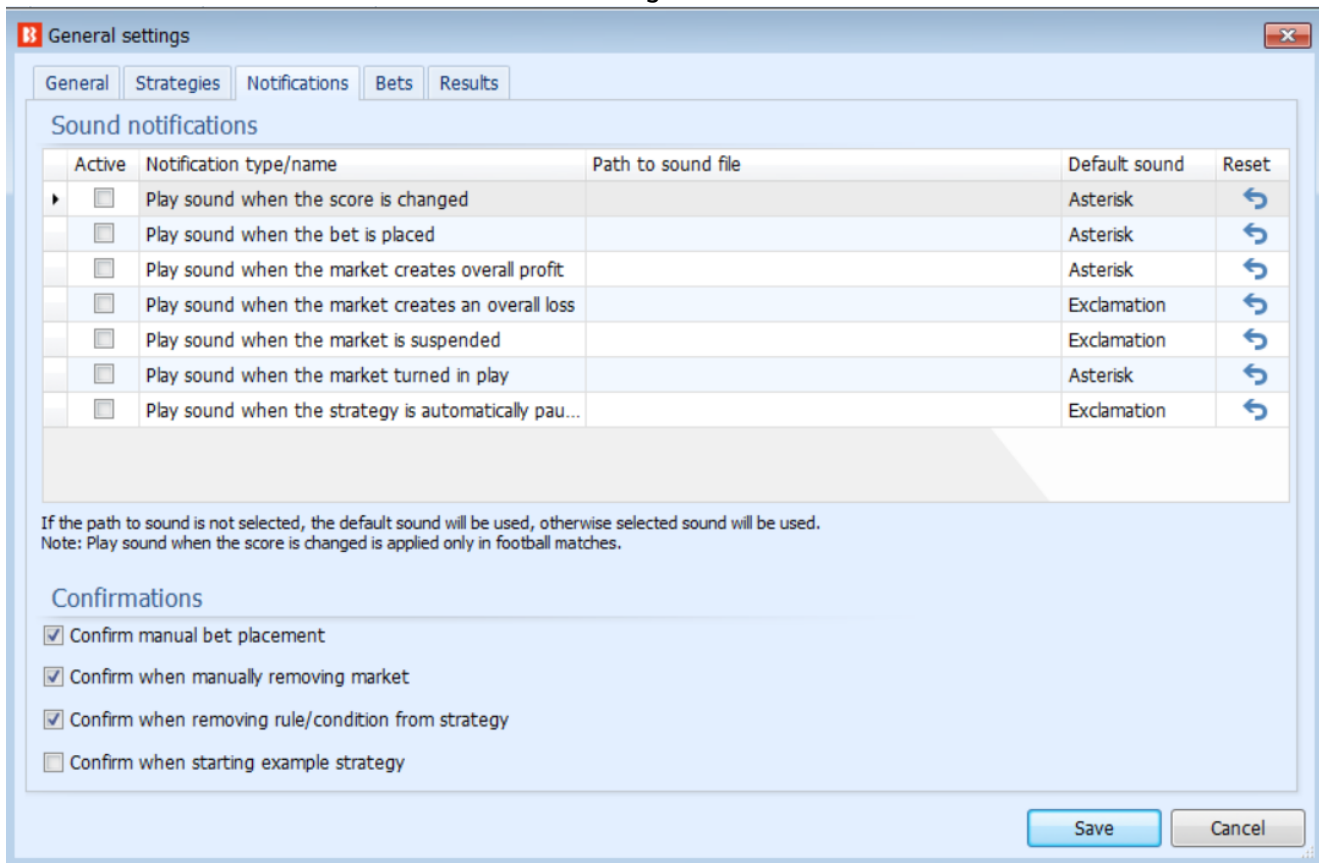 General settings
General Strategies Notifications Bets Results
Sound notifications
Active Notification type/name Path to sound file Default sound Reset
Play sound when the score is changed Asterisk
Play sound when the bet is placed Asterisk
Play sound when the market creates overall profit Asterisk
Play sound when the market creates an overall loss Exclamation
Play sound when the market is suspended Exclamation
Play sound when the market turned in play Asterisk
Play sound when the strategy is automatically pau... Exclamation
If the path to sound is not selected, the default sound will be used, otherwise selected sound will be used.
Note: Play sound when the score is changed is applied only in football matches.
Confirmations
Confirm manual bet placement
Confirm when manually removing market
Confirm when removing rule/condition from strategy
Confirm when starting example strategy
Save Cancel